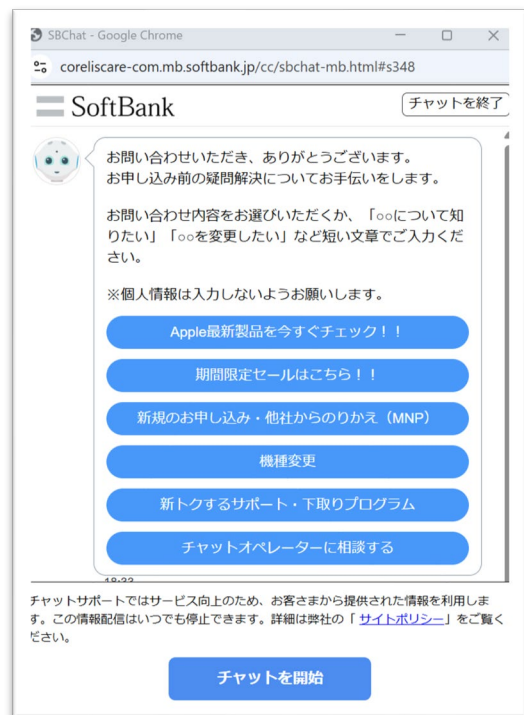 SBChat - Google Chrome
coreliscare-com.mb.softbank.jp/cc/sbchat-mb.html#s348
SoftBank
チャットを終了
お問い合わせいただき、ありがとうございます。
お申し込み前の疑問解決についてお手伝いをします。
お問い合わせ内容をお選びいただくか、「○○について知
りたい」「○○を変更したい」など短い文章でご入力くだ
さい。
※個人情報は入力しないようお願いします。
Apple最新製品を今すぐチェック！！
期間限定セールはこちら！！
新規のお申し込み・他社からのりかえ（MNP）
機種変更
新トクするサポート・下取りプログラム
チャットオペレーターに相談する
18:33
チャットサポートではサービス向上のため、お客さまから提供された情報を利用しま
す。この情報配信はいつでも停止できます。詳細は弊社の「 サイトポリシー」をご覧く
ださい。
チャットを開始